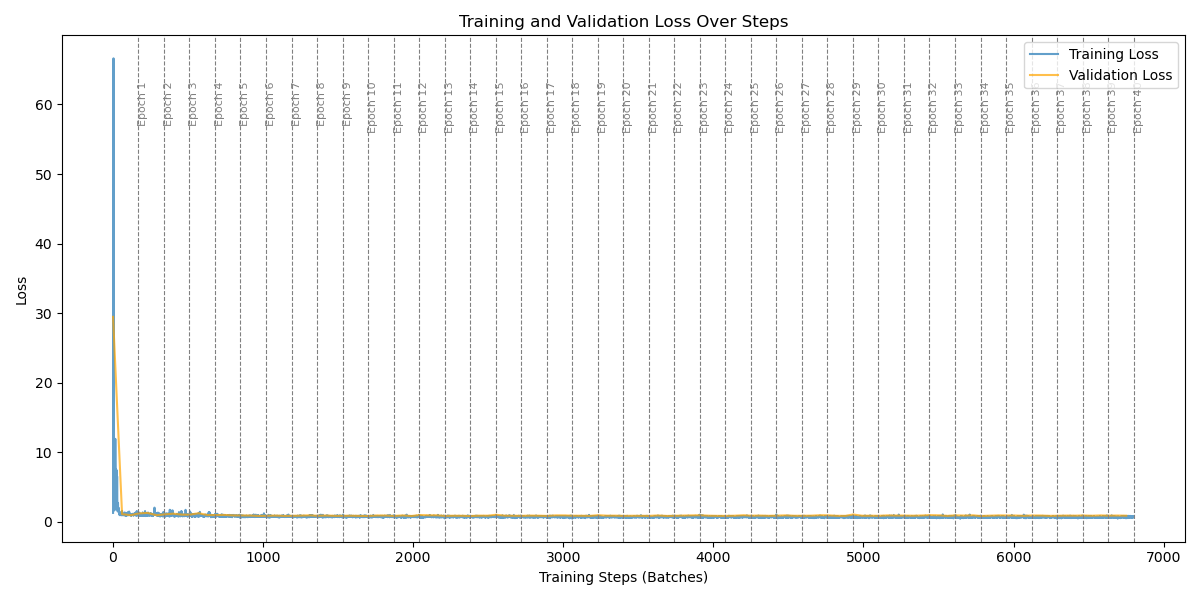 Training and Validation Loss Over Steps
Training Loss
Validation Loss
Epoch 1
Epoch 2
Epoch 3
Epoch 4
Epoch 5
Epoch 6
Epoch 7
Epoch 8
Epoch 9
Epoch 10
Epoch 11
Epoch 12
Epoch 13
Epoch 14
Epoch 15
Epoch 16
Epoch 17
Epoch 18
Epoch 19
Epoch 20
Epoch 21
Epoch 22
Epoch 23
Epoch 24
Epoch 25
Epoch 26
Epoch 27
Epoch 28
Epoch 29
Epoch 30
Epoch 31
Epoch 32
Epoch 33
Epoch 34
Epoch 35
Epoch
Epoch
Epoch
Epoch
Epoch
Loss
60
50
40
30
20
10
0
0
1000
2000
3000
4000
5000
6000
7000
Training Steps (Batches)